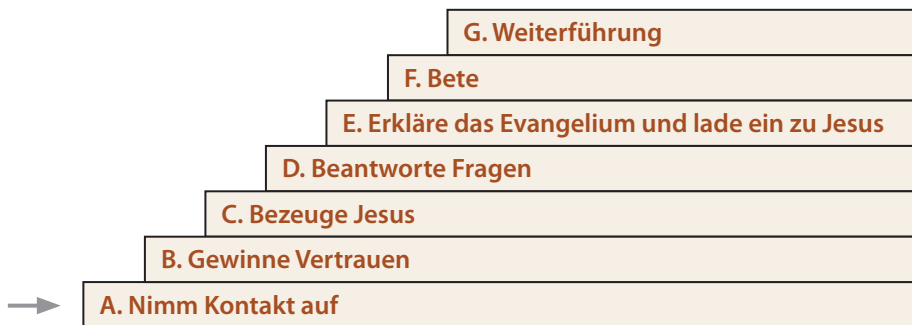 G. Weiterführung
F. Bete
E. Erkläre das Evangelium und lade ein zu Jesus
D. Beantworte Fragen
C. Bezeuge Jesus
B. Gewinne Vertrauen
A. Nimm Kontakt auf